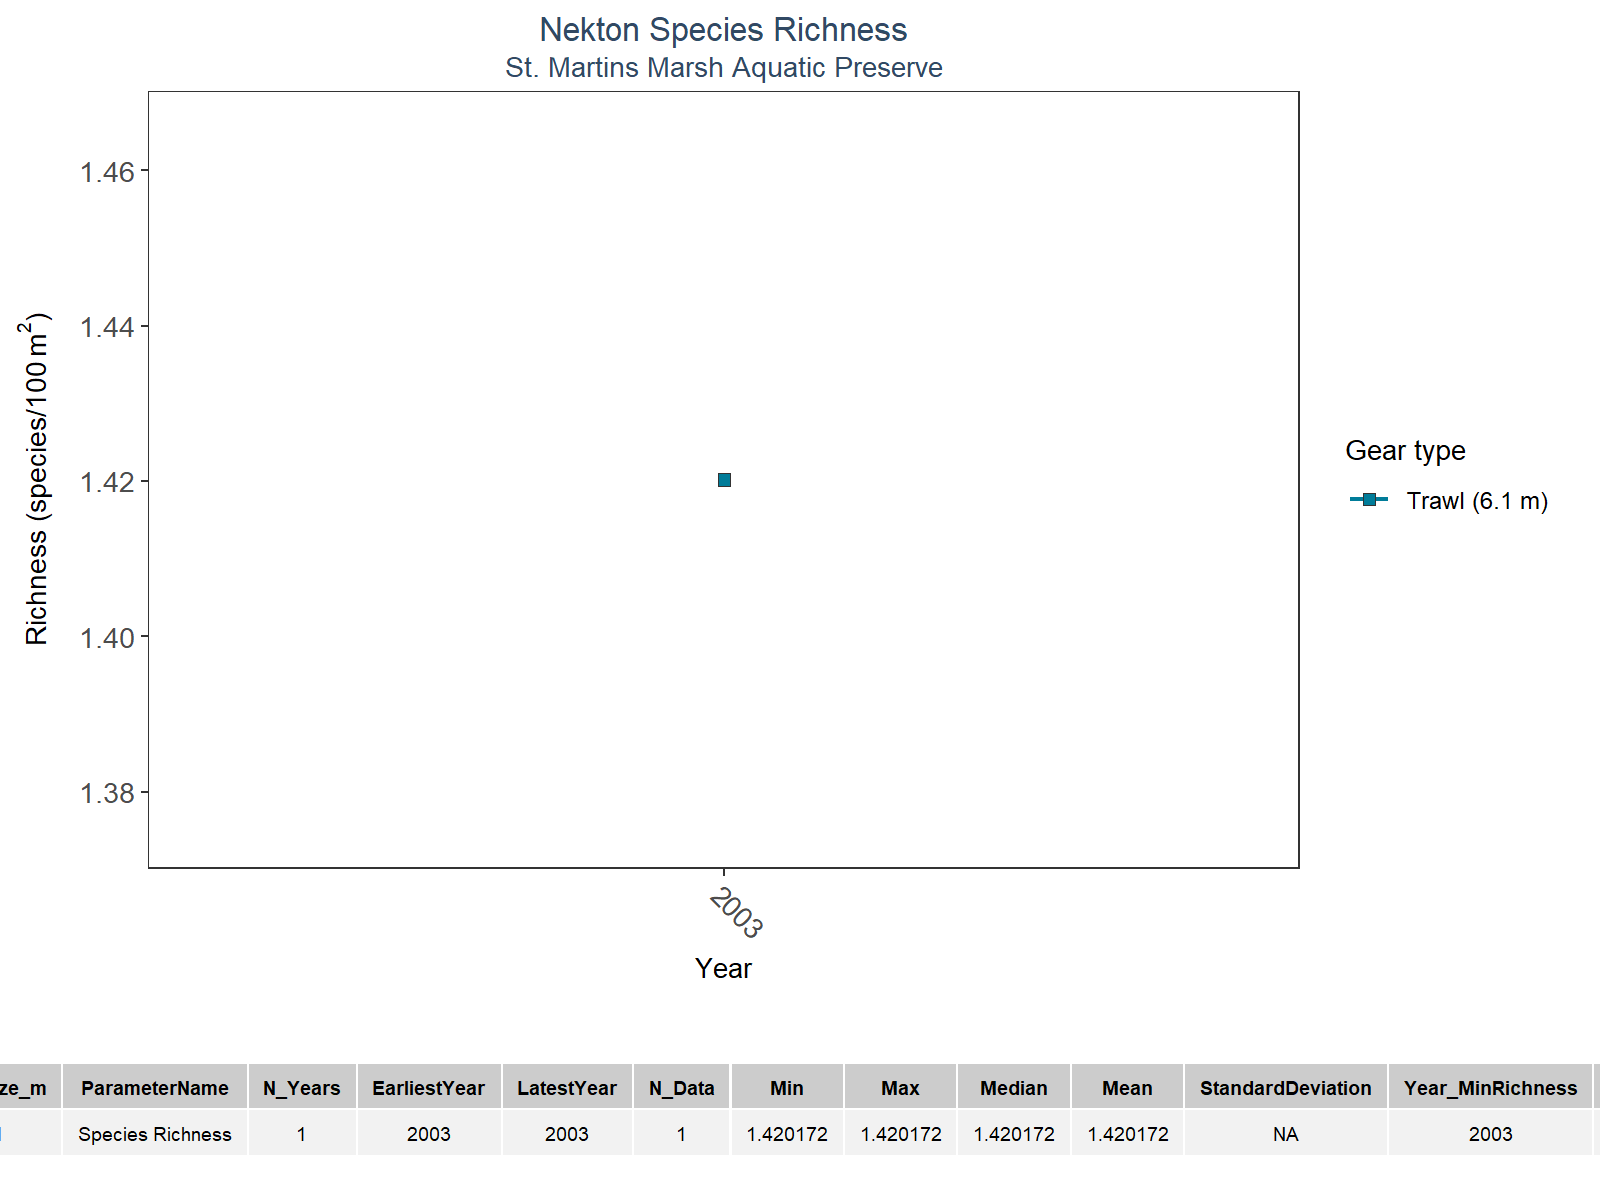 Nekton Species Richness
St. Martins Marsh Aquatic Preserve
1.46
1.44
1.42
1.40
1.38
Richness (species/100 m²)
2003
Year
Gear type
Trawl (6.1 m)
ze_m ParameterName N_Years EarliestYear LatestYear N_Data Min Max Median Mean StandardDeviation Year_MinRichness
Species Richness 1 2003 2003 1 1.420172 1.420172 1.420172 1.420172 NA 2003